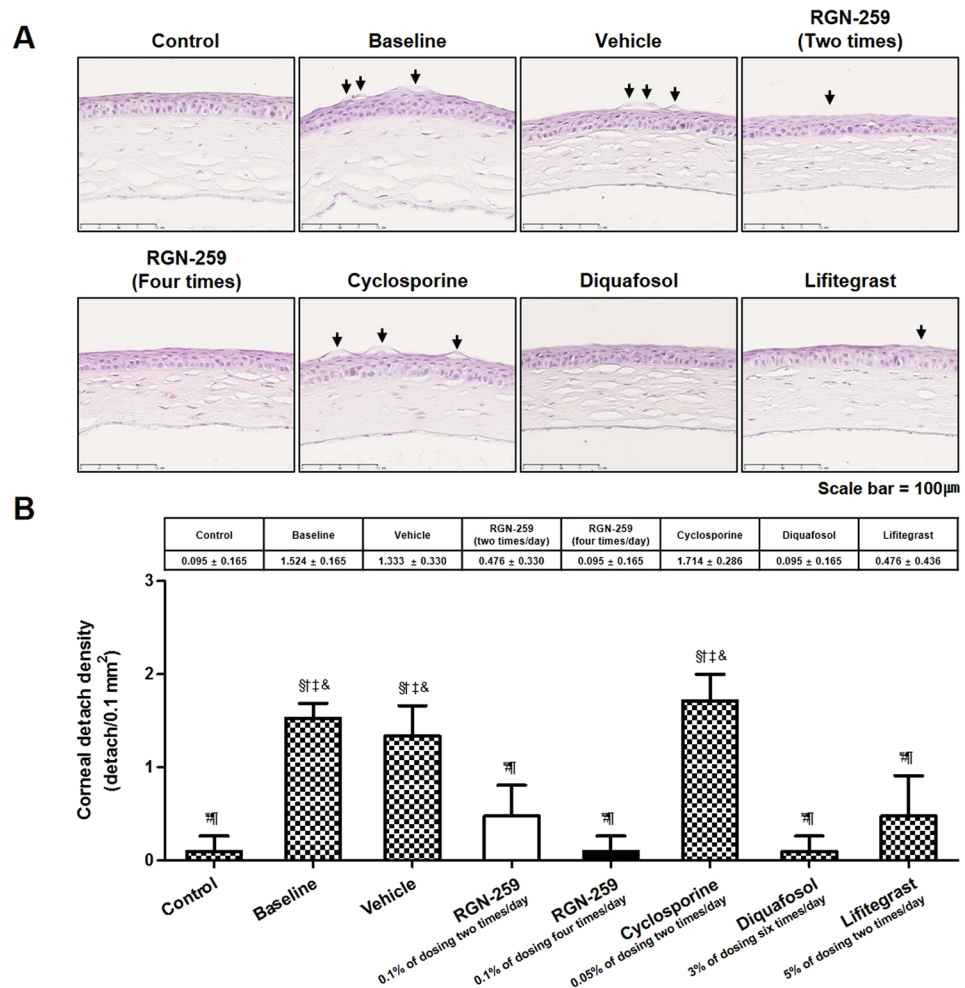 A
Control
Baseline
Vehicle
RGN-259
(Two times)
RGN-259
(Four times)
Cyclosporine
Diquafosol
Lifitegrast
Scale bar = 100㎛
B
Control
Baseline
Vehicle
RGN-259
(two times/day)
RGN-259
(four times/day)
Cyclosporine
Diquafosol
Lifitegrast
0.095 ± 0.165
1.524 ± 0.165
1.333 ± 0.330
0.476 ± 0.330
0.095 ± 0.165
1.714 ± 0.286
0.095 ± 0.165
0.476 ± 0.436
Corneal detach density
(detach/0.1 mm²)
3
2
1
0
§†‡&
§†‡&
§†‡&
Control
Baseline
Vehicle
RGN-259
0.1% of dosing two times/day
RGN-259
0.1% of dosing four times/day
Cyclosporine
0.05% of dosing two times/day
Diquafosol
3% of dosing six times/day
Lifitegrast
5% of dosing two times/day